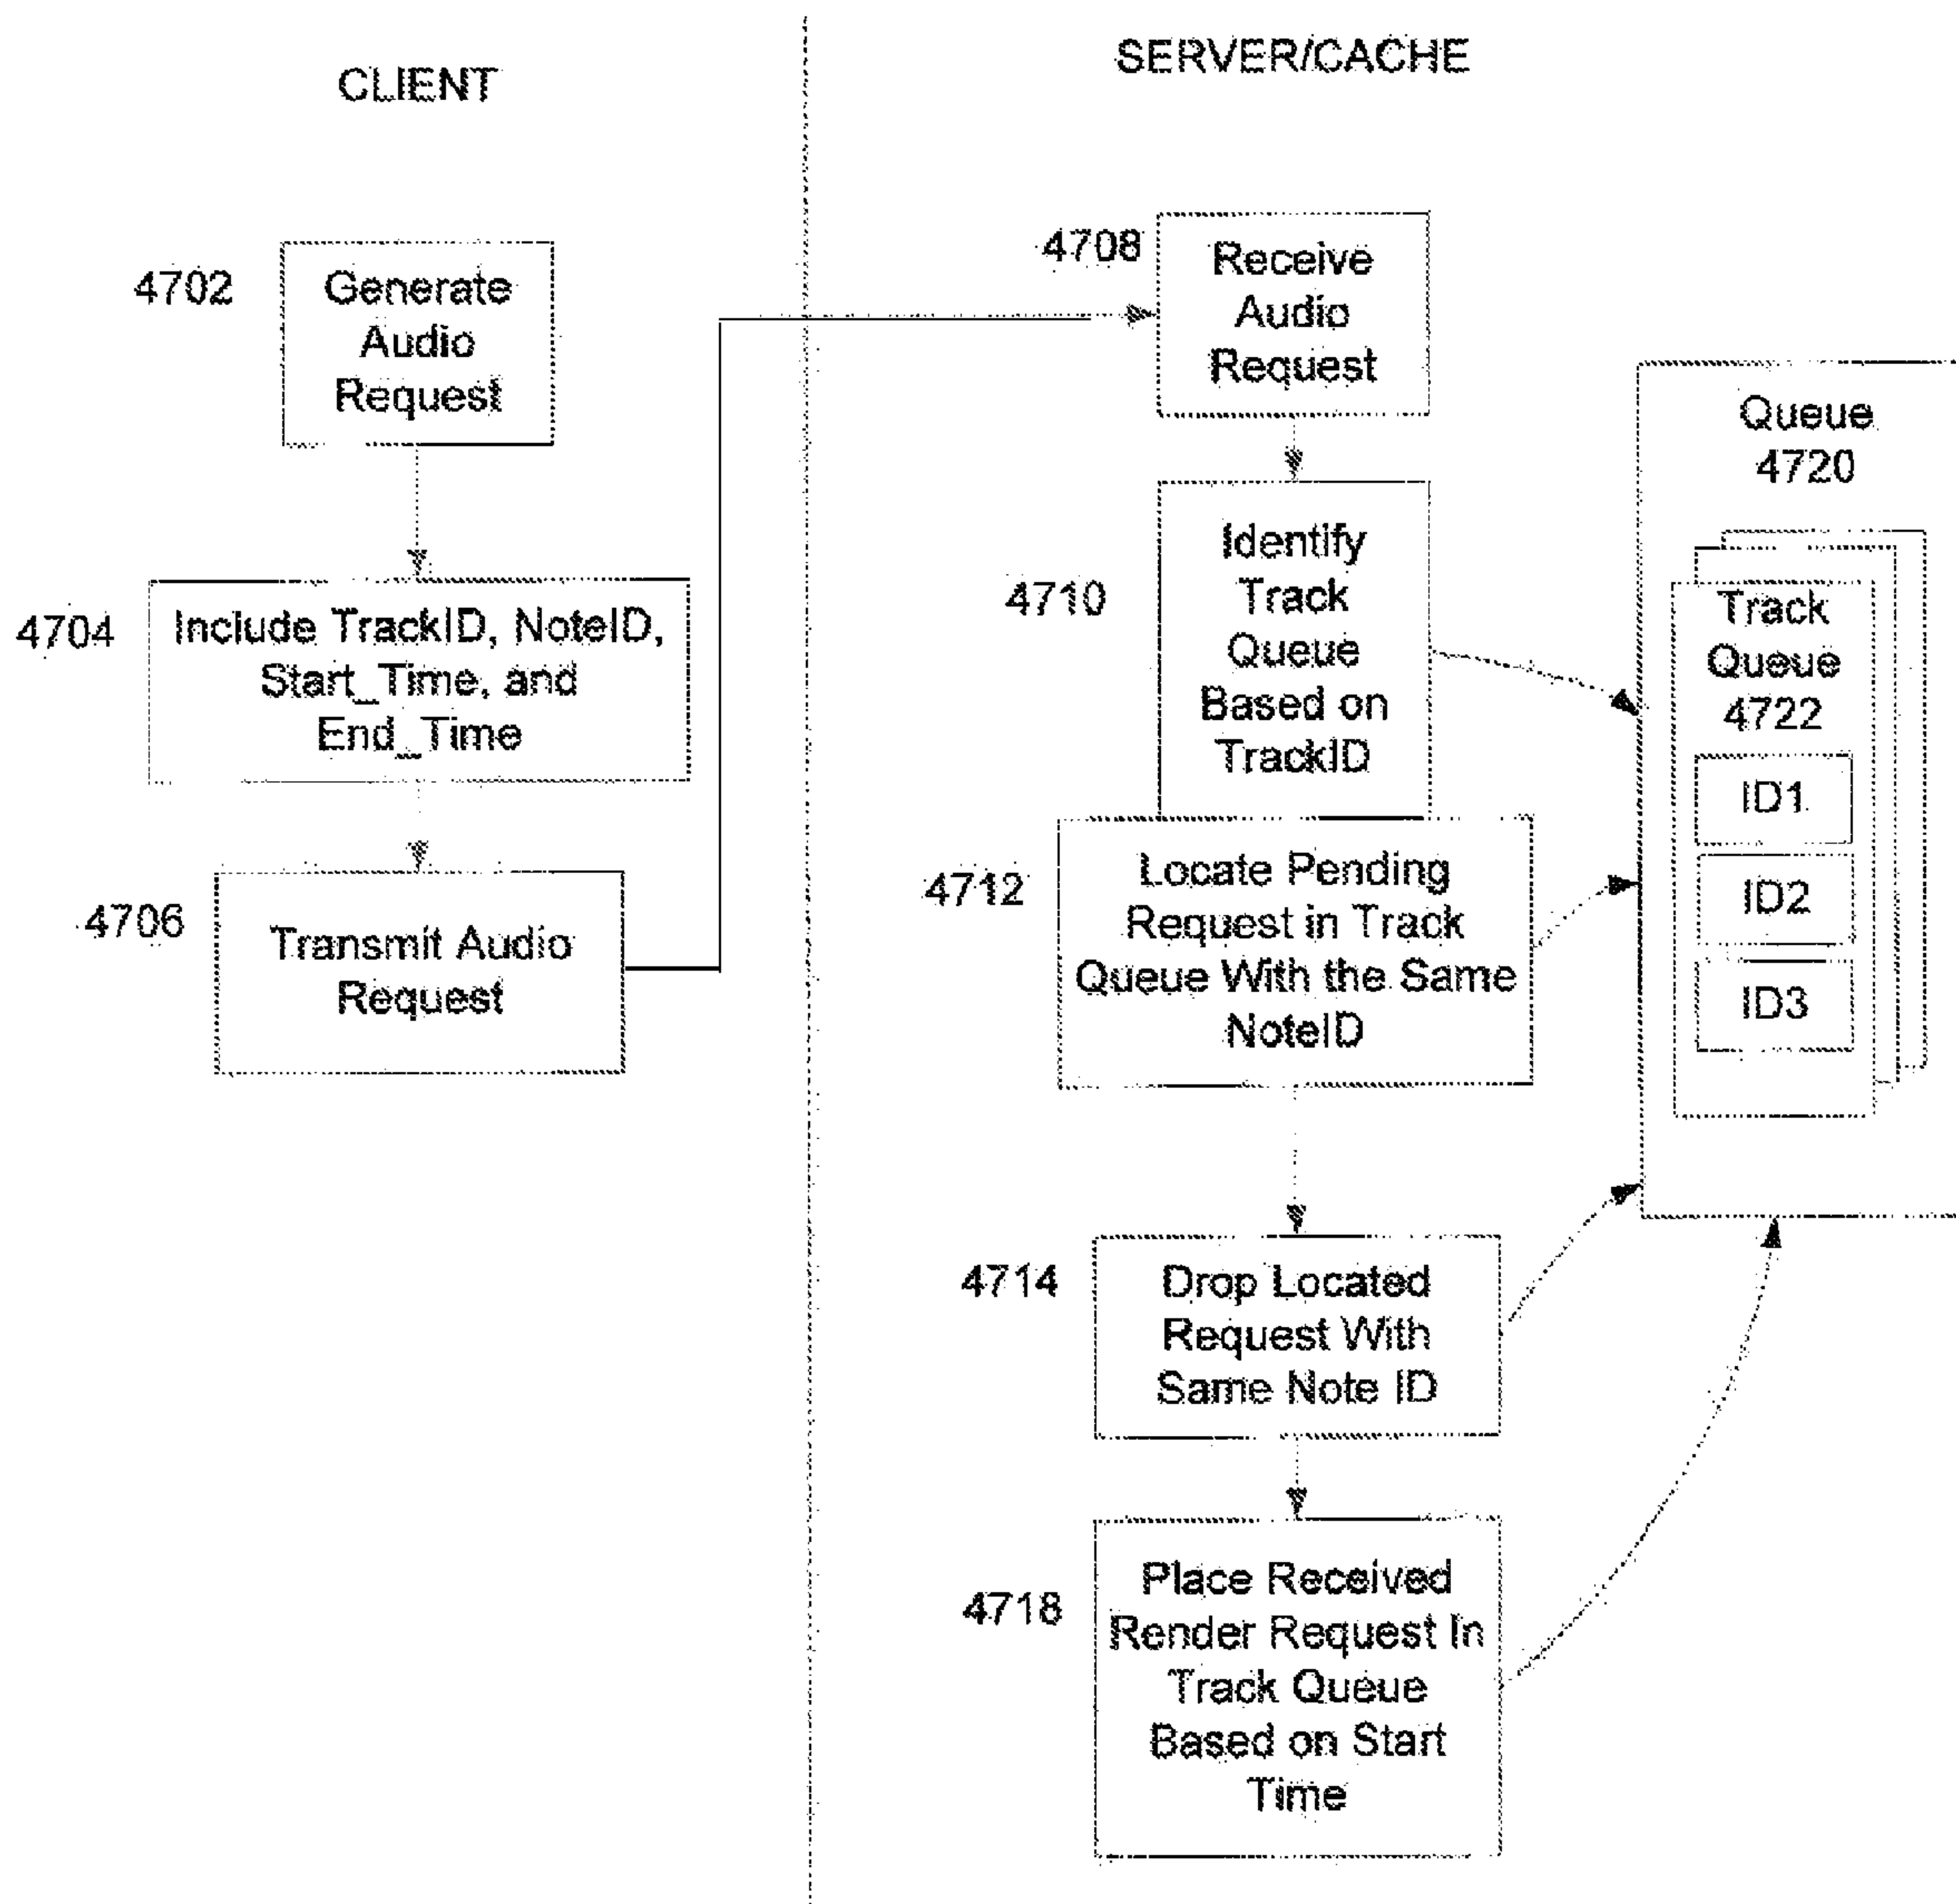 CLIENT
SERVER/CACHE
4702
Generate
Audio
Request
4704
Include TrackID, NoteID,
Start_Time, and
End_Time
4706
Transmit Audio
Request
4708
Receive
Audio
Request
4710
Identify
Track
Queue
Based on
TrackID
4712
Locate Pending
Request in Track
Queue With the Same
NoteID
4714
Drop Located
Request With
Same Note ID
4718
Place Received
Render Request In
Track Queue
Based on Start
Time
Queue
4720
Track
Queue
4722
ID1
ID2
ID3